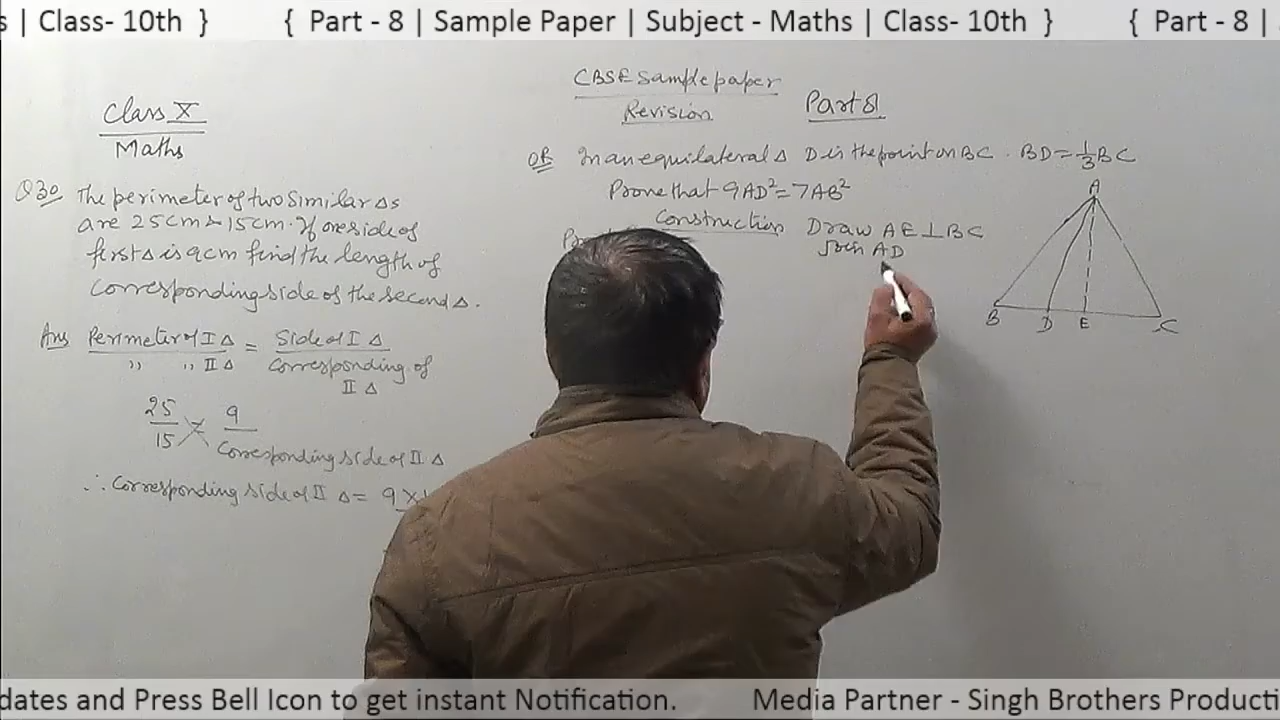 s | Class- 10th } { Part - 8 | Sample Paper | Subject - Maths | Class- 10th } { Part - 8 |
Class X
Maths
Q30 The perimeter of two similar Δs
are 25cm & 15cm. If one side of
first Δ is 9cm find the length of
corresponding side of the second Δ.
Ans Perimeter of I Δ = Side of I Δ
" " II Δ Corresponding of
II Δ
25 = 9
15
Corresponding side of II Δ
∴ Corresponding side of II Δ = 9×
CBSE Sample paper
Revision
Part 8
OR In an equilateral Δ D is the point on BC . BD = 1/3 BC
Prove that 9AD² = 7AB²
Construction Draw AE ⊥ BC
Join AD
A
B D E C
dates and Press Bell Icon to get instant Notification. Media Partner - Singh Brothers Producti